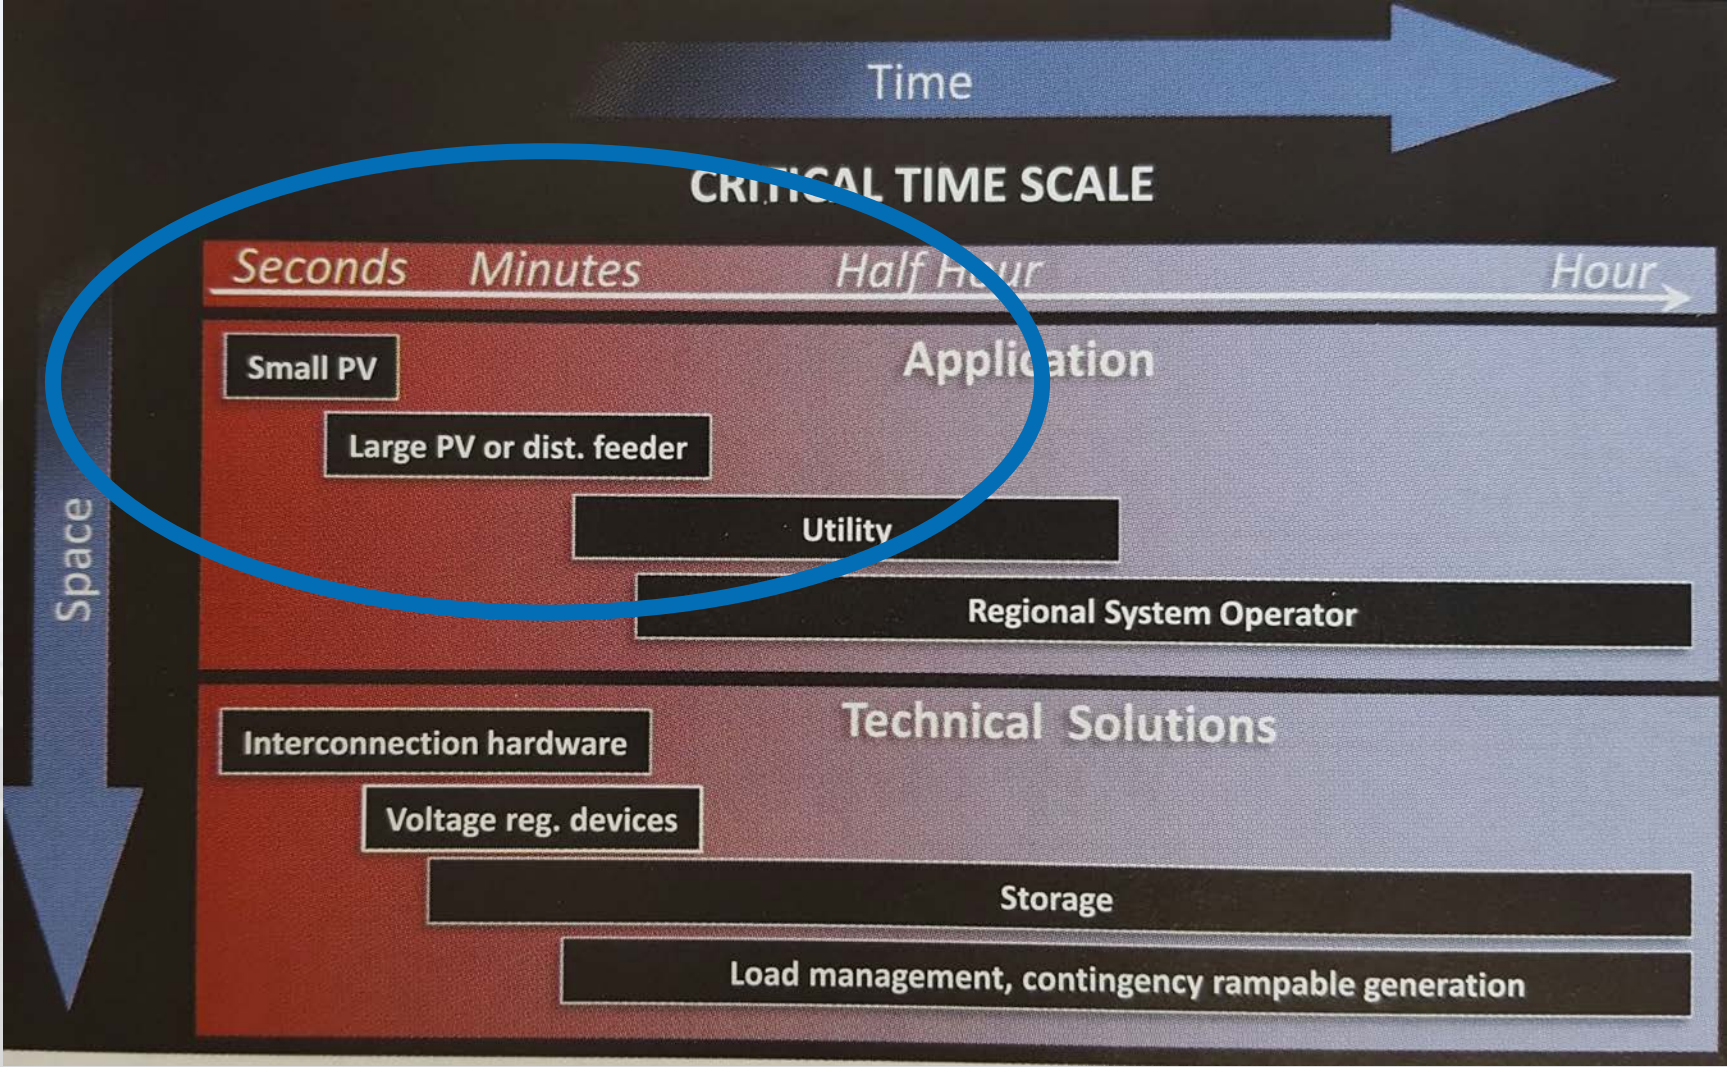 Time
CRITICAL TIME SCALE
Seconds Minutes Half Hour Hour
Application
Small PV
Large PV or dist. feeder
Utility
Regional System Operator
Space
Technical Solutions
Interconnection hardware
Voltage reg. devices
Storage
Load management, contingency rampable generation